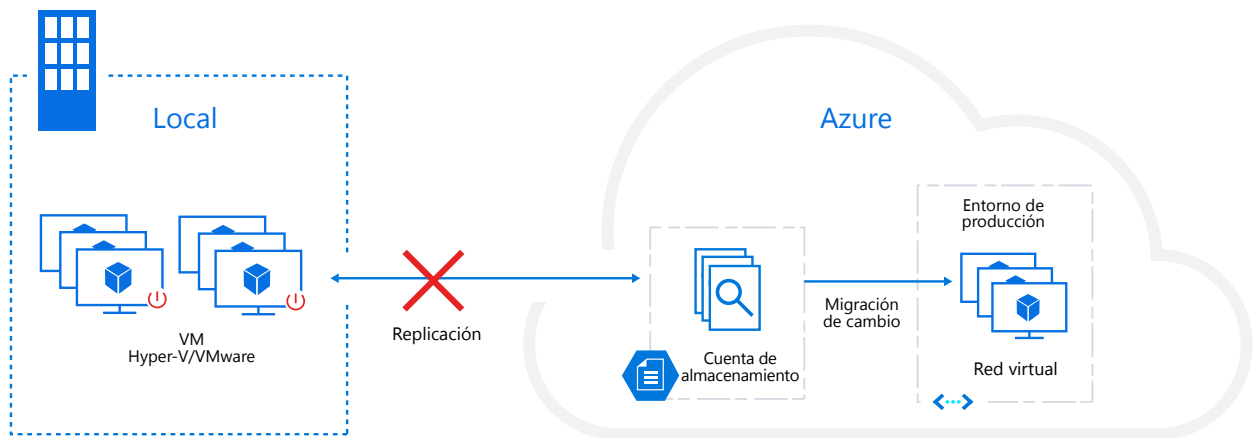 Local
Azure
Entorno de
producción
VM
Hyper-V/VMware
Replicación
Cuenta de
almacenamiento
Migración
de cambio
Red virtual